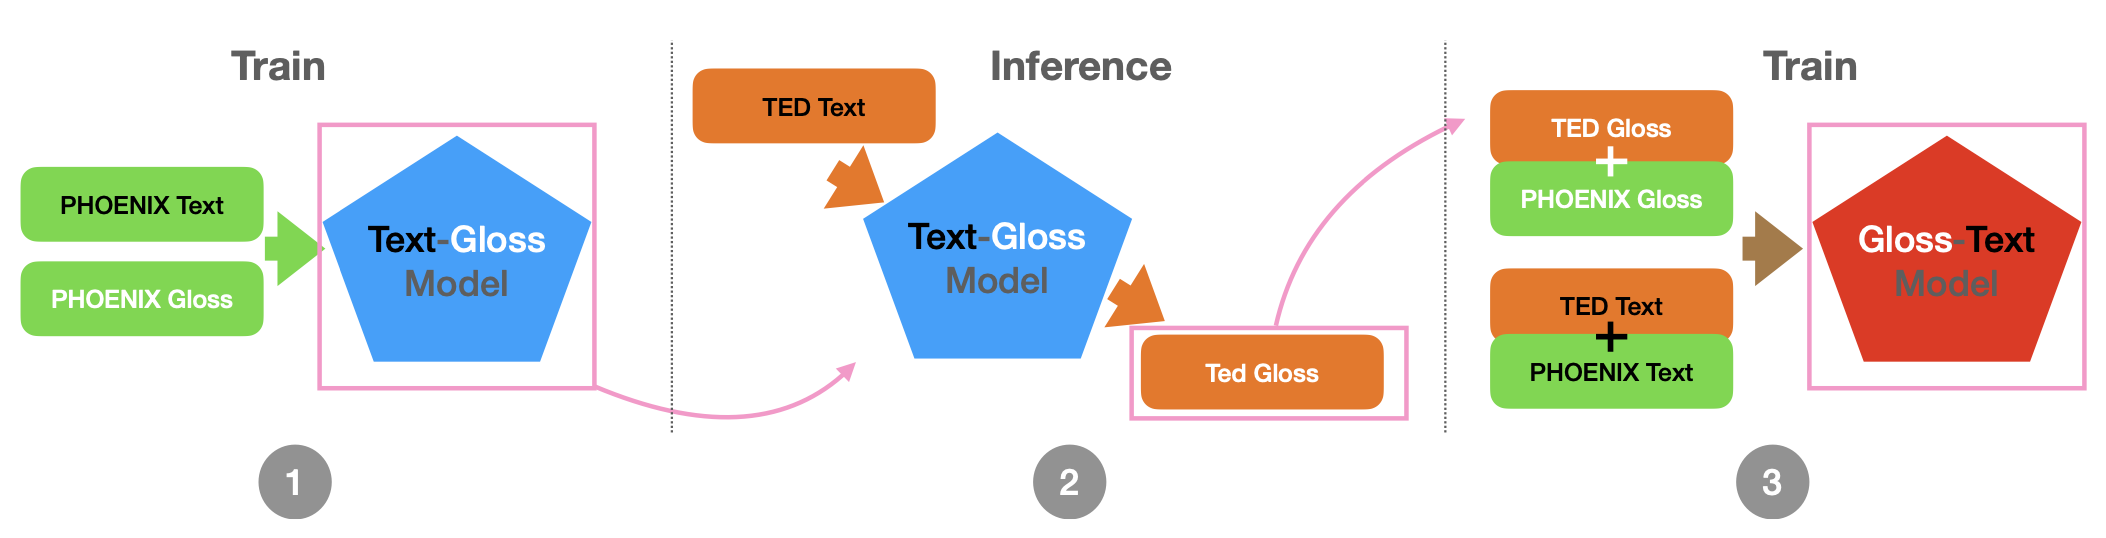 Train
PHOENIX Text
PHOENIX Gloss
Text-Gloss
Model
1
Inference
TED Text
Text-Gloss
Model
Ted Gloss
2
Train
TED Gloss
+
PHOENIX Gloss
TED Text
+
PHOENIX Text
Gloss-Text
Model
3